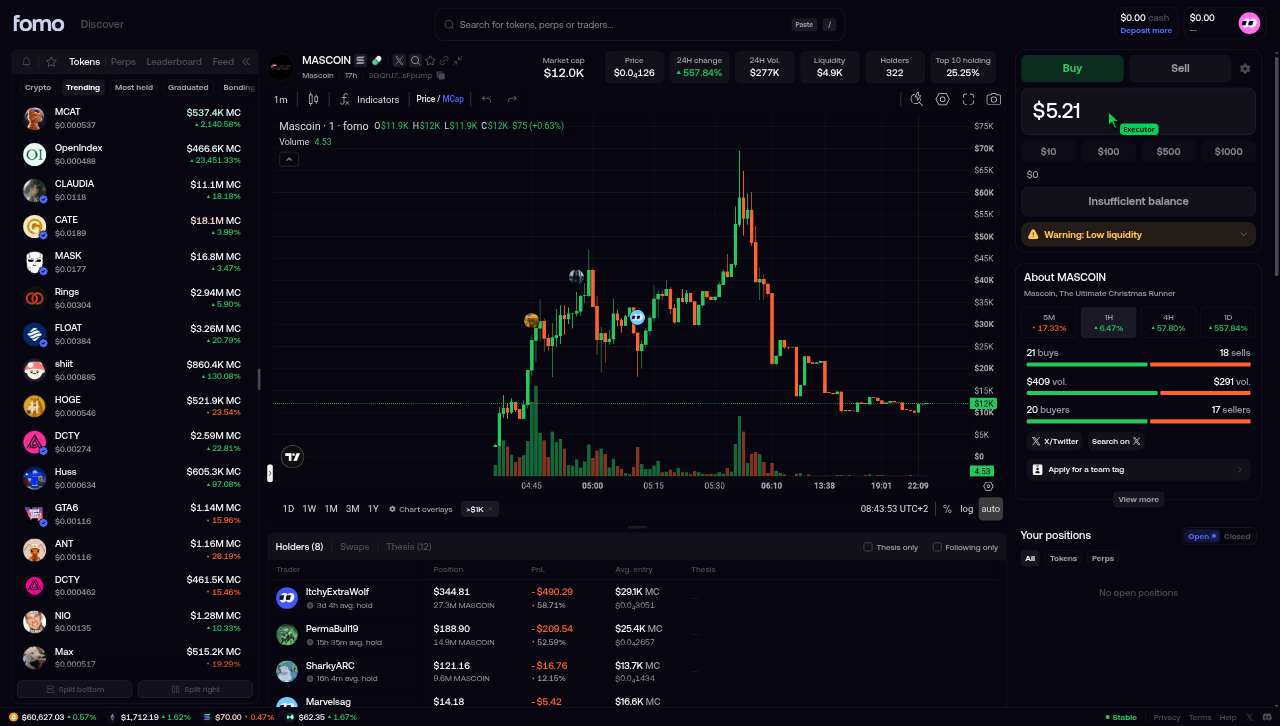 fomo Discover
Search for tokens, perps or traders... Paste /
$0.00 cash
Deposit more
$0.00
—
Tokens Perps Leaderboard Feed
Crypto Trending Most held Graduated Bonding
MCAT $537.4K MC
$0.000537 2,140.58%
OpenIndex $466.6K MC
$0.000488 23,451.33%
CLAUDIA $11.1M MC
$0.0118 18.18%
CATE $18.1M MC
$0.0189 3.99%
MASK $16.8M MC
$0.0177 3.47%
Rings $2.94M MC
$0.00304 5.90%
FLOAT $3.26M MC
$0.00384 20.79%
shiit $860.4K MC
$0.000885 130.08%
HOGE $521.9K MC
$0.000546 23.54%
DCTY $2.59M MC
$0.00274 22.81%
Huss $605.3K MC
$0.000634 97.08%
GTA6 $1.14M MC
$0.00116 15.96%
ANT $1.16M MC
$0.00116 26.19%
DCTY $461.5K MC
$0.000462 15.46%
NIO $1.28M MC
$0.00135 10.33%
Max $515.2K MC
$0.000517 19.29%
Split bottom Split right
MASCOIN
Mascoin 17h
Market cap
$12.0K
Price
$0.0₄126
24H change
557.84%
24H Vol.
$277K
Liquidity
$4.9K
Holders
322
Top 10 holding
25.25%
1m Indicators Price / MCap
Mascoin · 1 · fomo O$11.9K H$12K L$11.9K C$12K $75 (+0.63%)
Volume 4.53
$75K
$70K
$65K
$60K
$55K
$50K
$45K
$40K
$35K
$30K
$25K
$20K
$15K
$12K
$10K
$5K
$0
4.53
04:45 05:00 05:15 05:30 06:10 13:38 19:01 22:09
1D 1W 1M 3M 1Y Chart overlays >$1K 08:43:53 UTC+2 % log auto
Holders (8) Swaps Thesis (12) Thesis only Following only
Trader Position PnL Avg. entry Thesis
ItchyExtraWolf $344.81 -$490.29 $29.1K MC
3d 4h avg. hold 27.3M MASCOIN 58.71% $0.0₄3051
PermaBull19 $188.90 -$209.54 $25.4K MC
15h 35m avg. hold 14.9M MASCOIN 52.59% $0.0₄2657
SharkyARC $121.16 -$16.76 $13.7K MC
16h 4m avg. hold 9.6M MASCOIN 12.15% $0.0₄1434
Marvelsag $14.18 -$5.42 $16.6K MC
Buy Sell
$5.21
Executor
$10 $100 $500 $1000
$0
Insufficient balance
Warning: Low liquidity
About MASCOIN
Mascoin, The Ultimate Christmas Runner
5M 1H 4H 1D
17.33% 6.47% 57.80% 557.84%
21 buys 18 sells
$409 vol. $291 vol.
20 buyers 17 sellers
X/Twitter Search on X
Apply for a team tag
View more
Your positions Open Closed
All Tokens Perps
No open positions
$60,627.03 0.57% $1,712.19 1.62% $70.00 0.47% $62.35 1.67% Stable Privacy Terms Help